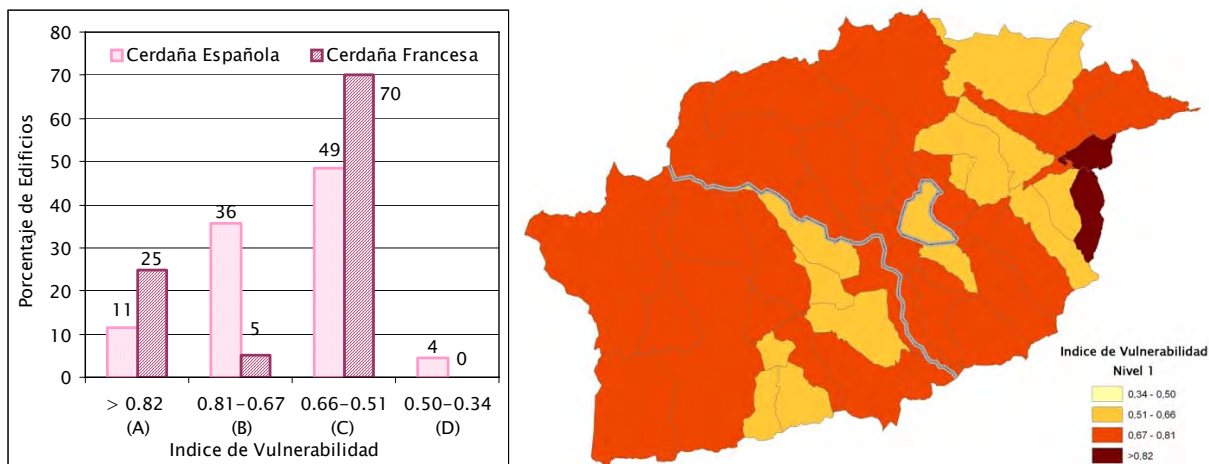 80
70
60
50
40
30
20
10
0
Porcentaje de Edificios
Cerdaña Española
Cerdaña Francesa
11
25
36
5
49
70
4
0
> 0.82
(A)
0.81-0.67
(B)
0.66-0.51
(C)
0.50-0.34
(D)
Indice de Vulnerabilidad
Indice de Vulnerabilidad
Nivel 1
0,34 - 0,50
0,51 - 0,66
0,67 - 0,81
>0,82